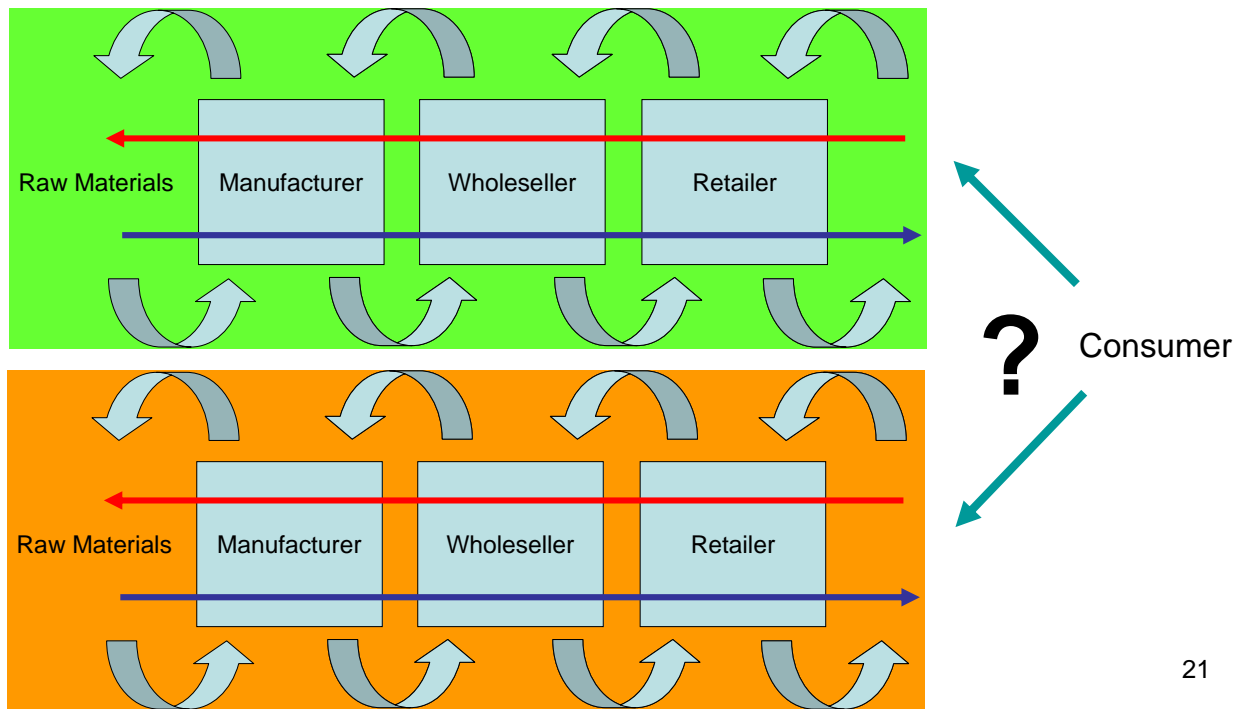 Raw Materials Manufacturer Wholeseller Retailer
? Consumer
Raw Materials Manufacturer Wholeseller Retailer
21